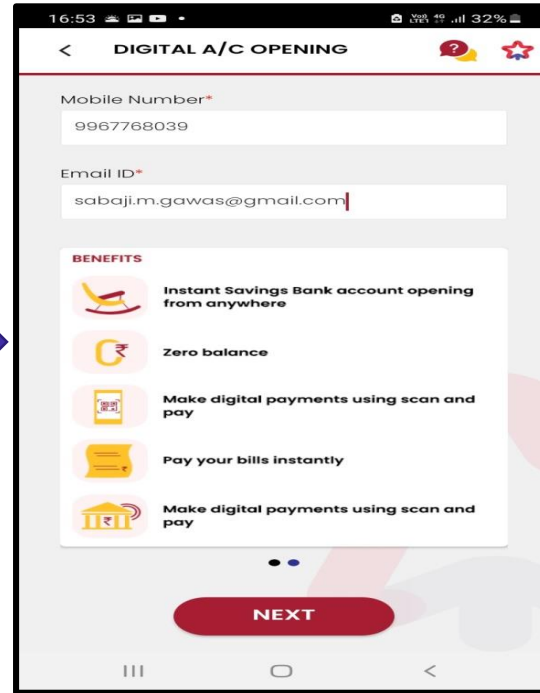 16:53
Vo)) 4G 32%
DIGITAL A/C OPENING
Mobile Number*
9967768039
Email ID*
sabaji.m.gawas@gmail.com
BENEFITS
Instant Savings Bank account opening
from anywhere
Zero balance
Make digital payments using scan and
pay
Pay your bills instantly
Make digital payments using scan and
pay
NEXT